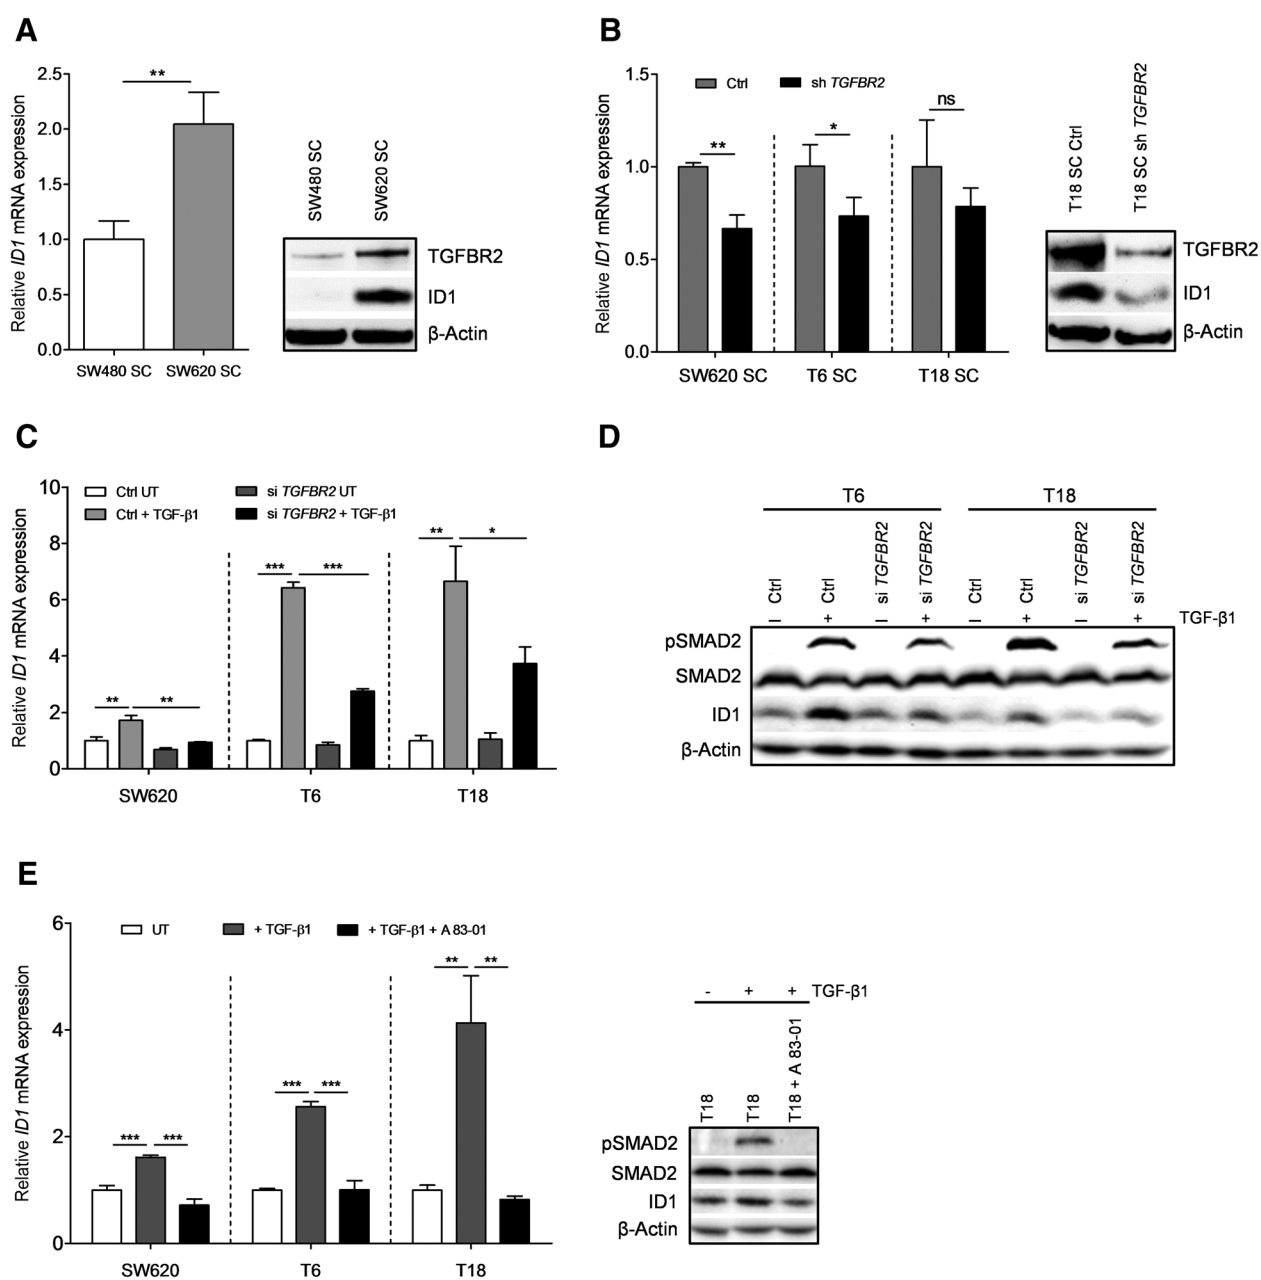 A
Relative ID1 mRNA expression
2.5
2.0
1.5
1.0
0.5
0.0
**
SW480 SC
SW620 SC
SW480 SC
SW620 SC
TGFBR2
ID1
β-Actin
B
Relative ID1 mRNA expression
1.5
1.0
0.5
0.0
Ctrl
sh TGFBR2
**
*
ns
SW620 SC
T6 SC
T18 SC
T18 SC Ctrl
T18 SC sh TGFBR2
TGFBR2
ID1
β-Actin
C
Relative ID1 mRNA expression
10
8
6
4
2
0
Ctrl UT
Ctrl + TGF-β1
si TGFBR2 UT
si TGFBR2 + TGF-β1
** **
*** ***
** *
SW620
T6
T18
D
T6
T18
Ctrl
Ctrl
si TGFBR2
si TGFBR2
Ctrl
Ctrl
si TGFBR2
si TGFBR2
– + – + – + – + TGF-β1
pSMAD2
SMAD2
ID1
β-Actin
E
Relative ID1 mRNA expression
6
4
2
0
UT
+ TGF-β1
+ TGF-β1 + A 83-01
*** ***
*** ***
** **
SW620
T6
T18
- + + TGF-β1
T18
T18
T18 + A 83-01
pSMAD2
SMAD2
ID1
β-Actin